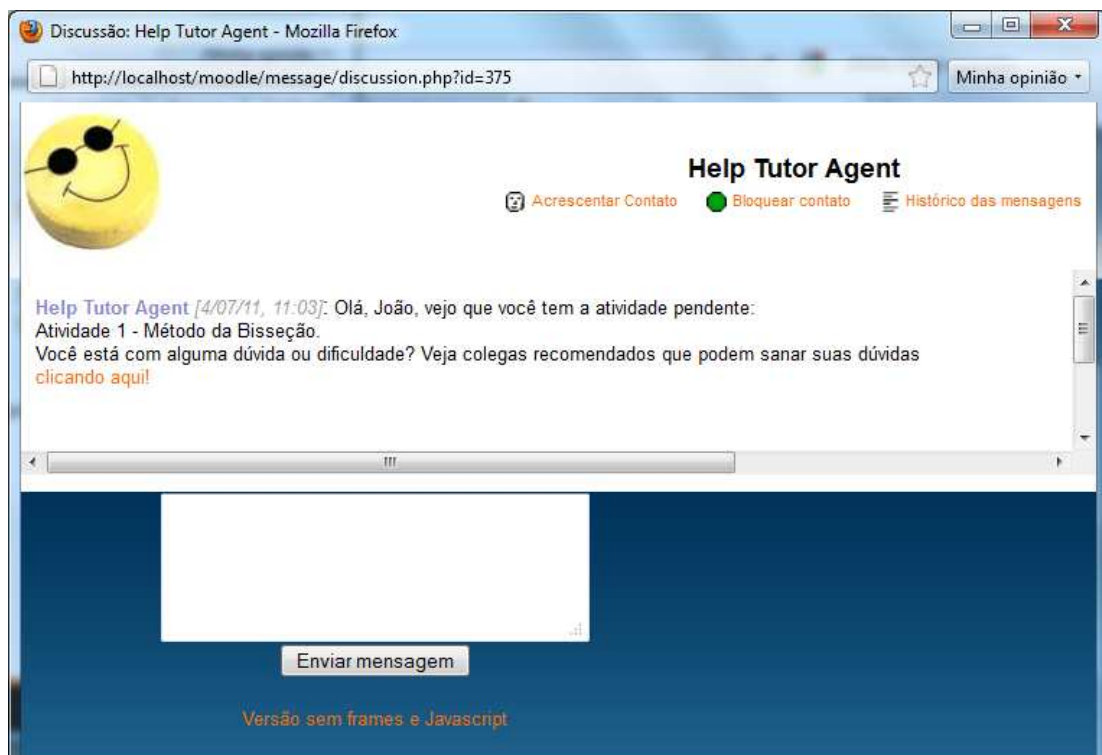 Discussão: Help Tutor Agent - Mozilla Firefox
http://localhost/moodle/message/discussion.php?id=375
Minha opinião
Help Tutor Agent
Acrescentar Contato Bloquear contato Histórico das mensagens
Help Tutor Agent [4/07/11, 11:03]: Olá, João, vejo que você tem a atividade pendente:
Atividade 1 - Método da Bisseção.
Você está com alguma dúvida ou dificuldade? Veja colegas recomendados que podem sanar suas dúvidas
clicando aqui!
Enviar mensagem
Versão sem frames e Javascript